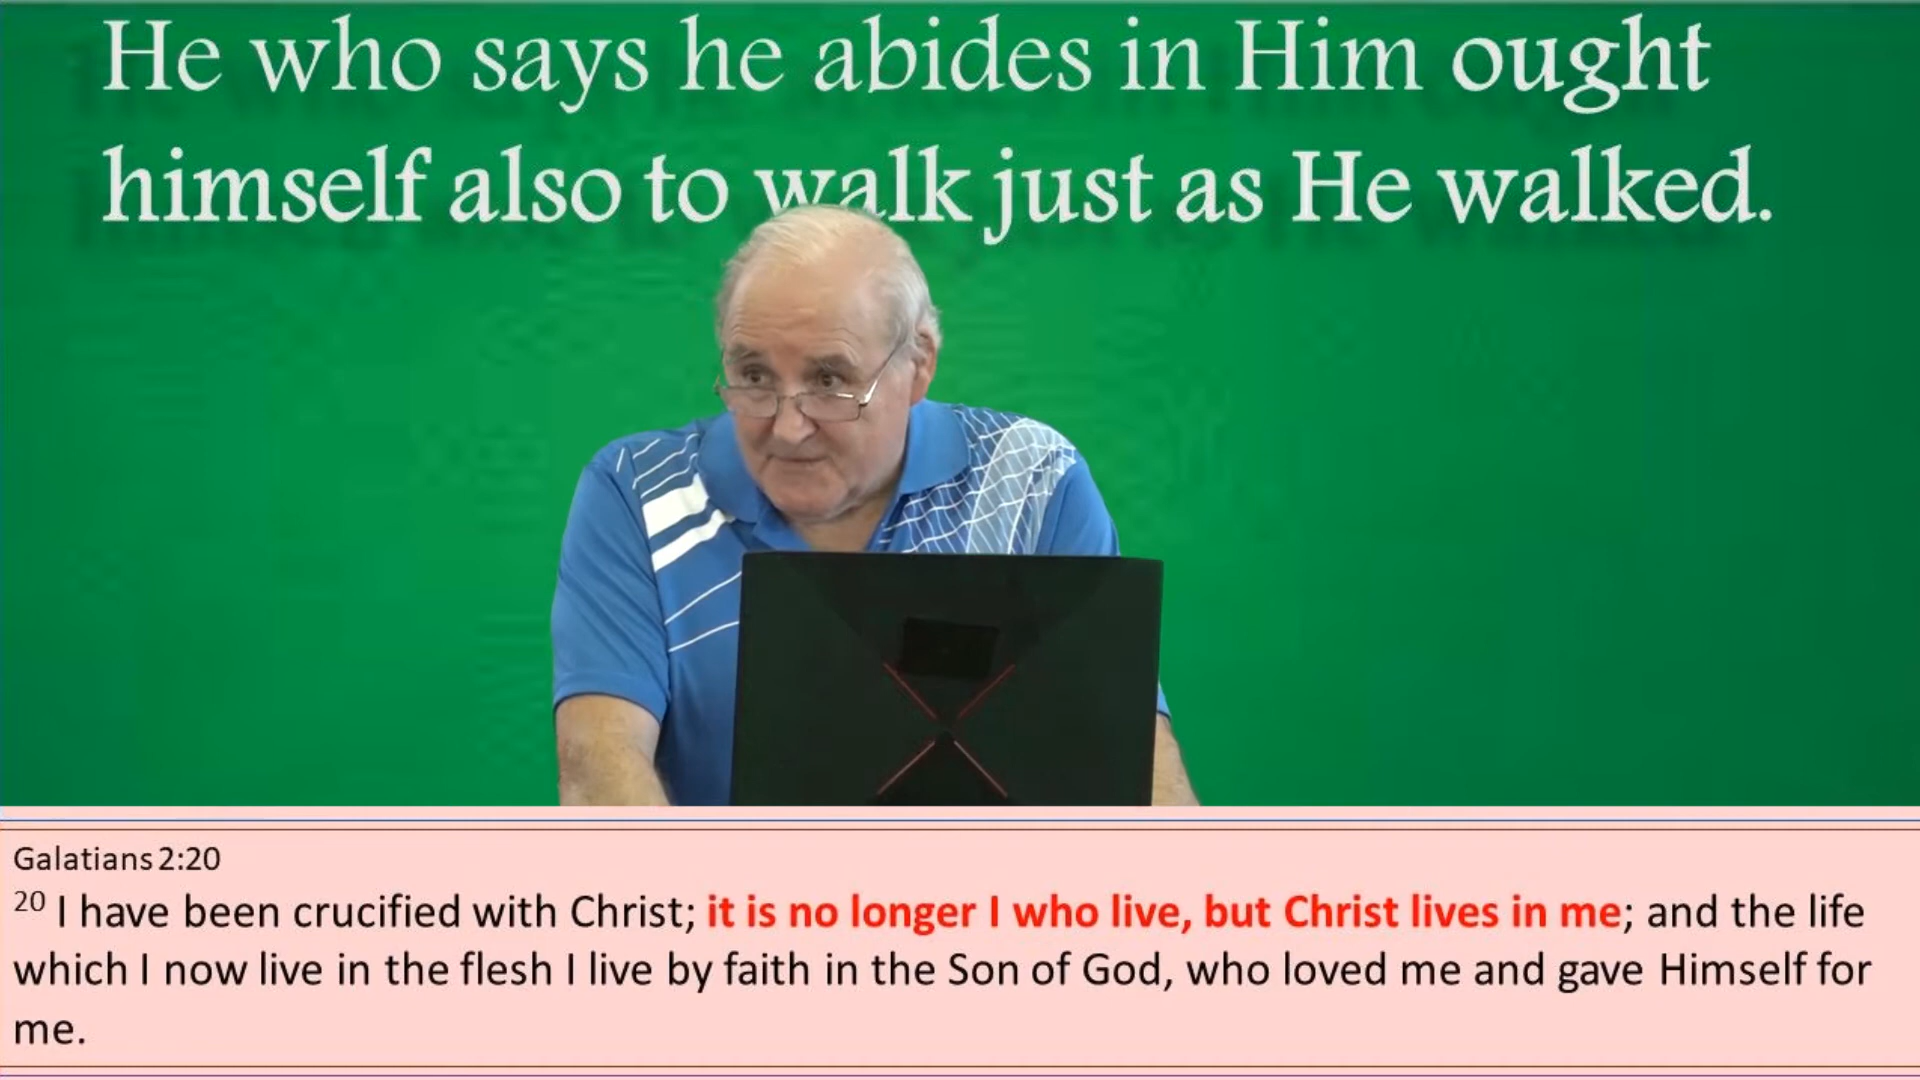 He who says he abides in Him ought
himself also to walk just as He walked.
Galatians 2:20
20 I have been crucified with Christ; it is no longer I who live, but Christ lives in me; and the life
which I now live in the flesh I live by faith in the Son of God, who loved me and gave Himself for
me.